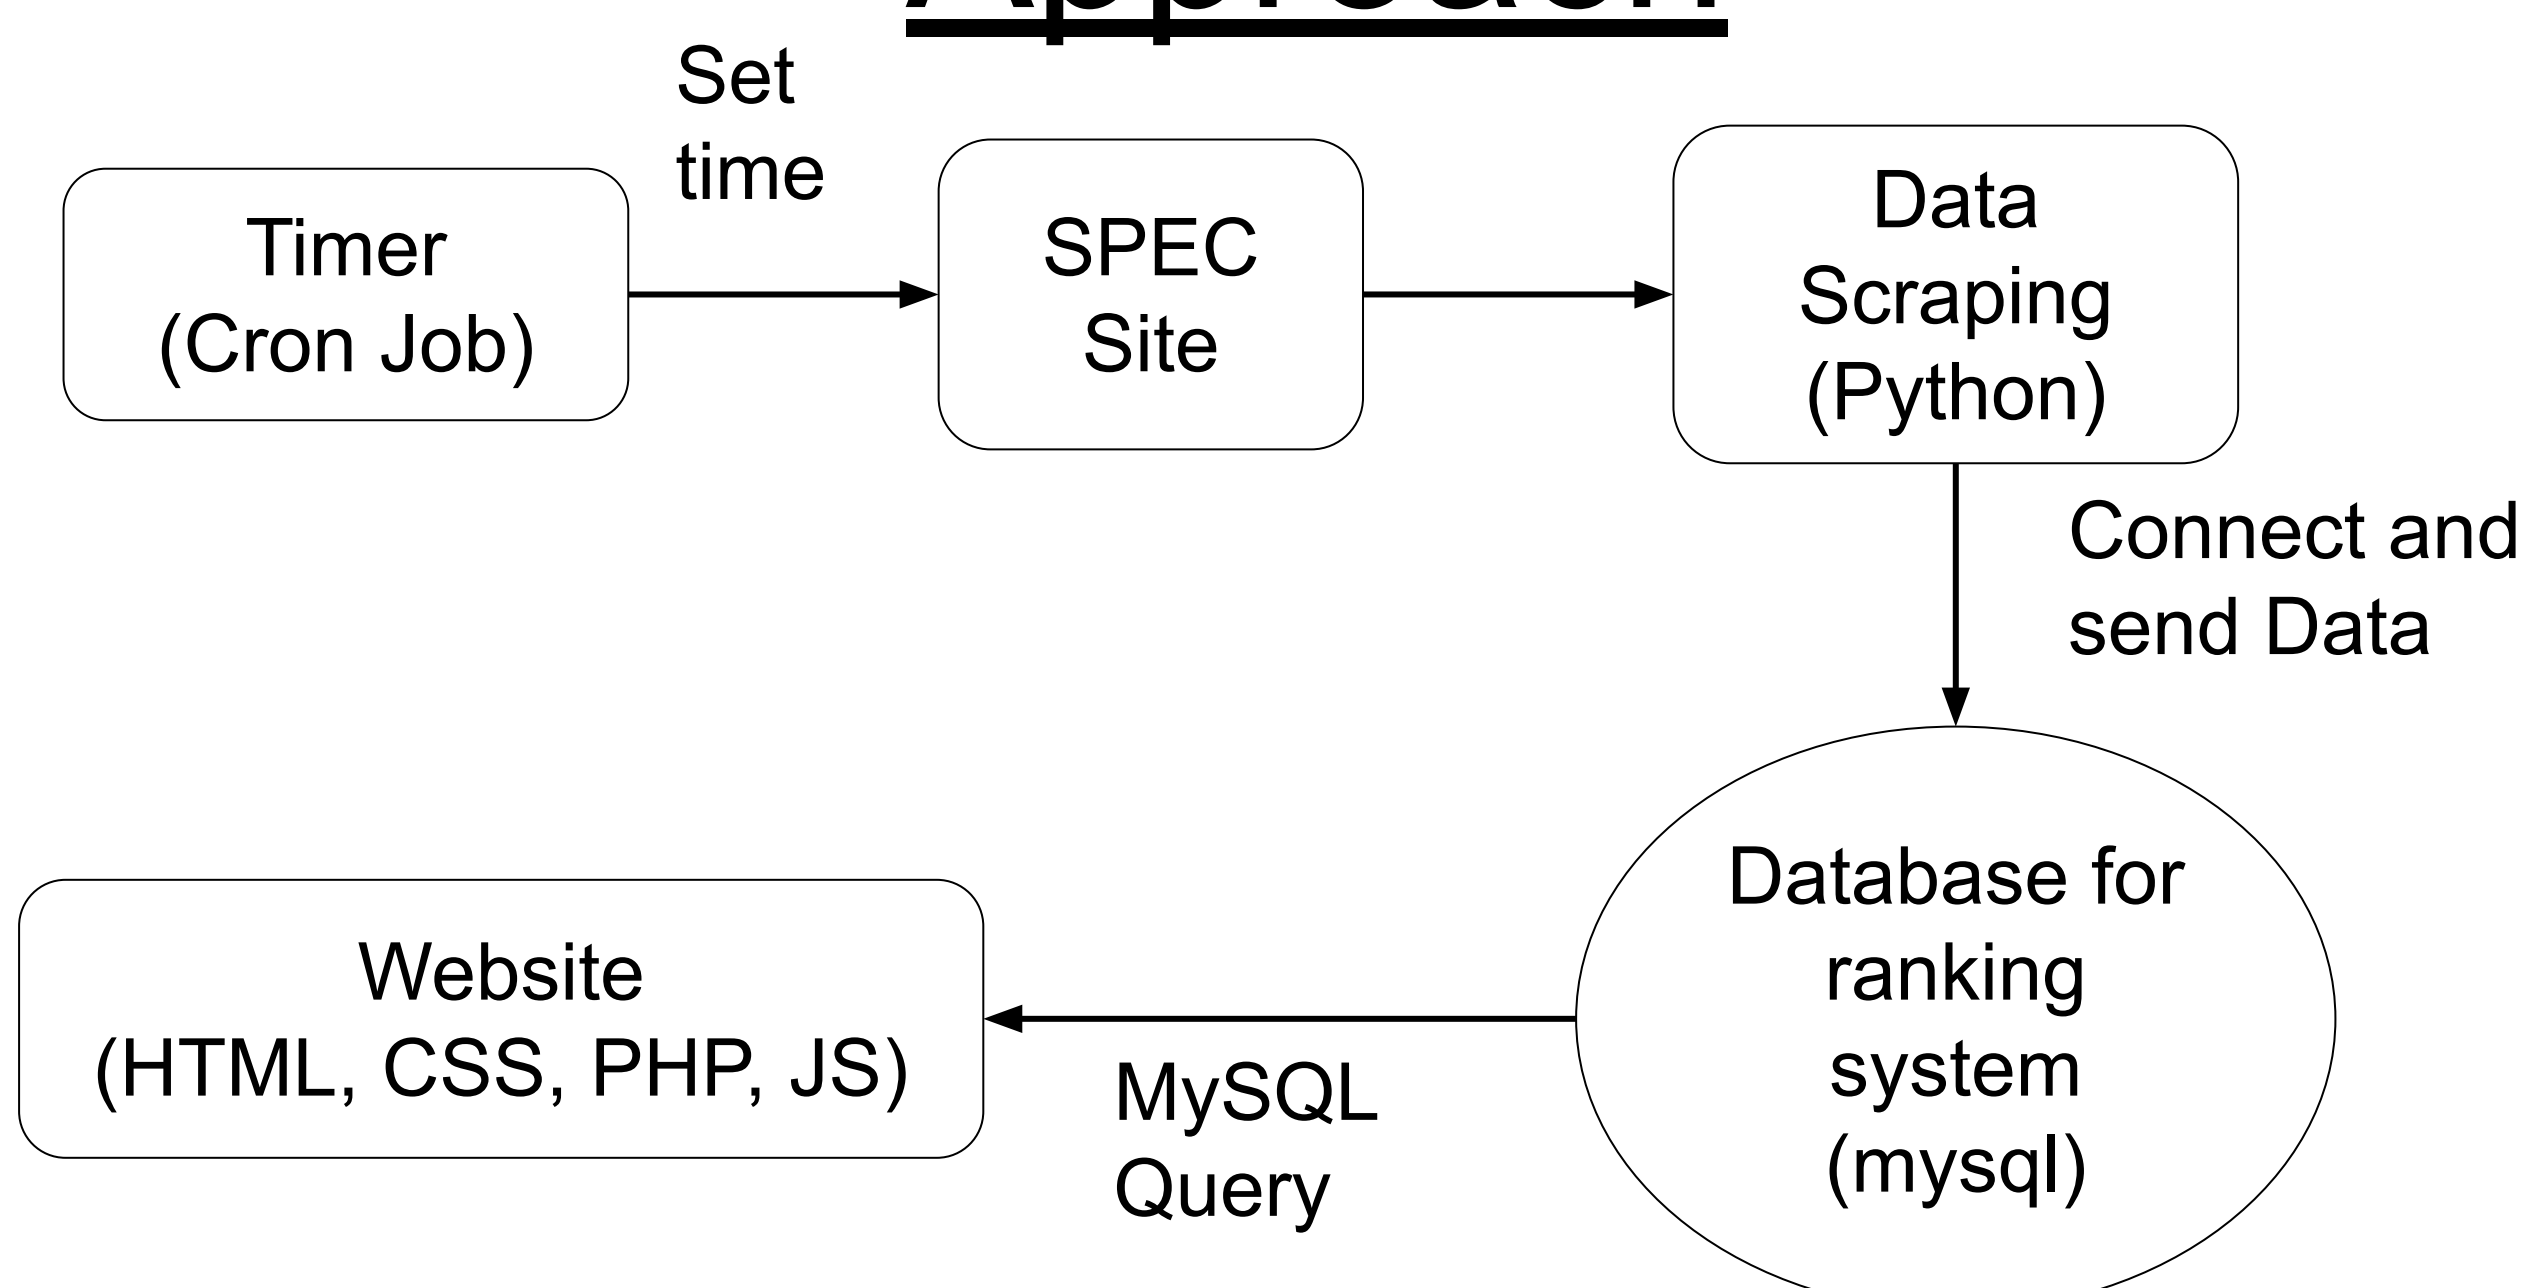 Approach
Set
time
Timer
(Cron Job)
SPEC
Site
Data
Scraping
(Python)
Connect and
send Data
Database for
ranking
system
(mysql)
MySQL
Query
Website
(HTML, CSS, PHP, JS)